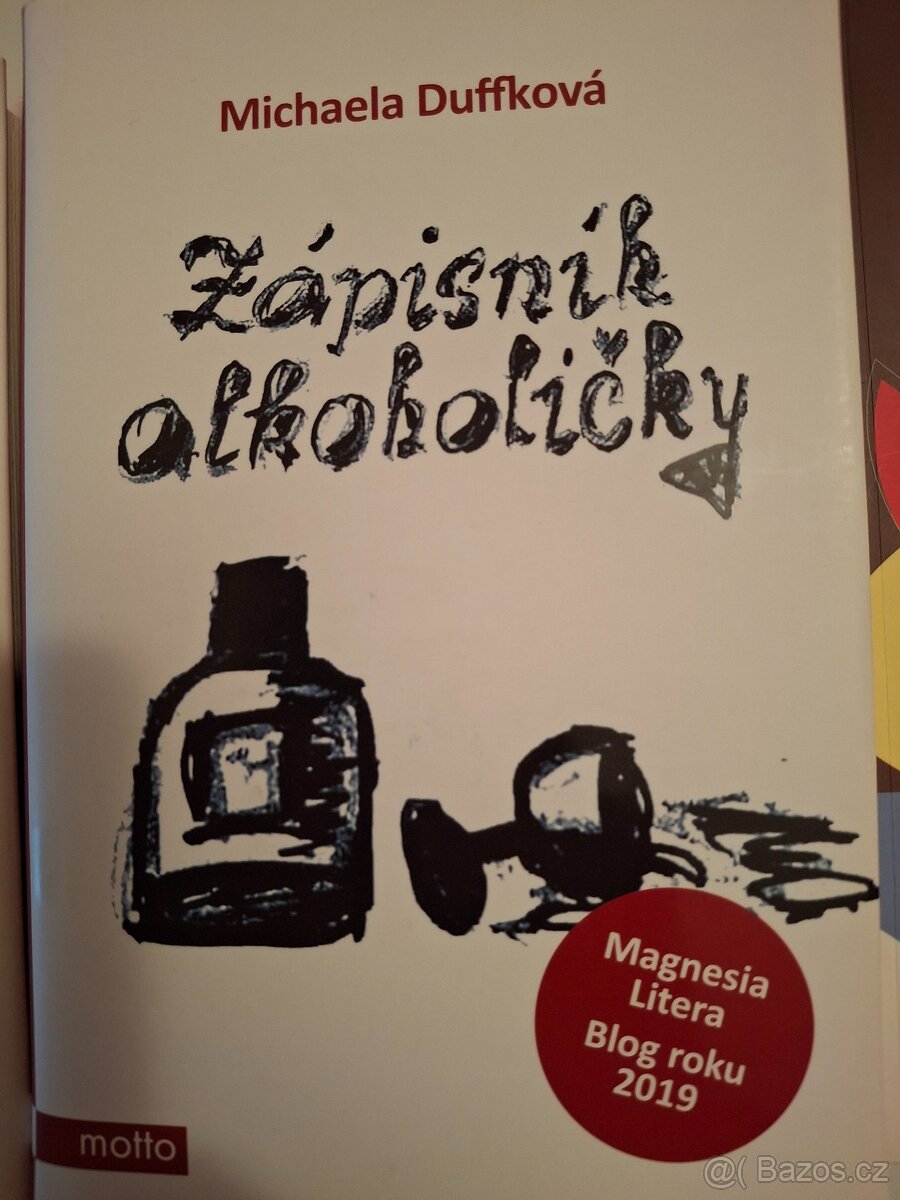 Michaela Duffková
Zápisník
alkoholičky
Magnesia
Litera
Blog roku
2019
motto
@( Bazos.cz